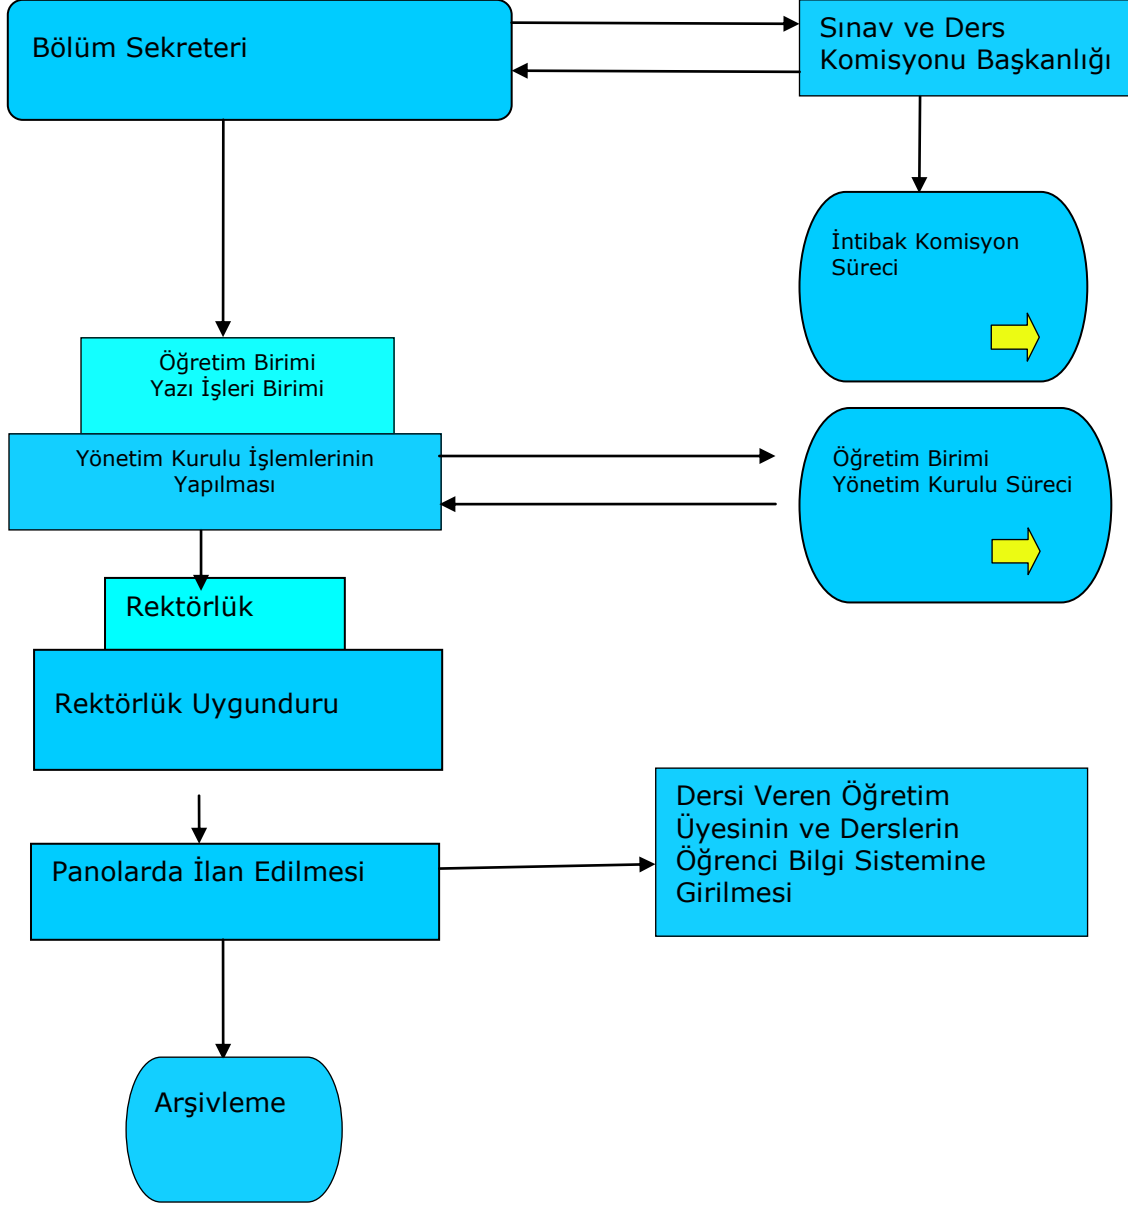 Bölüm Sekreteri
Sınav ve Ders
Komisyonu Başkanlığı
İntibak Komisyon
Süreci
Öğretim Birimi
Yazı İşleri Birimi
Yönetim Kurulu İşlemlerinin
Yapılması
Öğretim Birimi
Yönetim Kurulu Süreci
Rektörlük
Rektörlük Uygunduru
Panolarda İlan Edilmesi
Dersi Veren Öğretim
Üyesinin ve Derslerin
Öğrenci Bilgi Sistemine
Girilmesi
Arşivleme